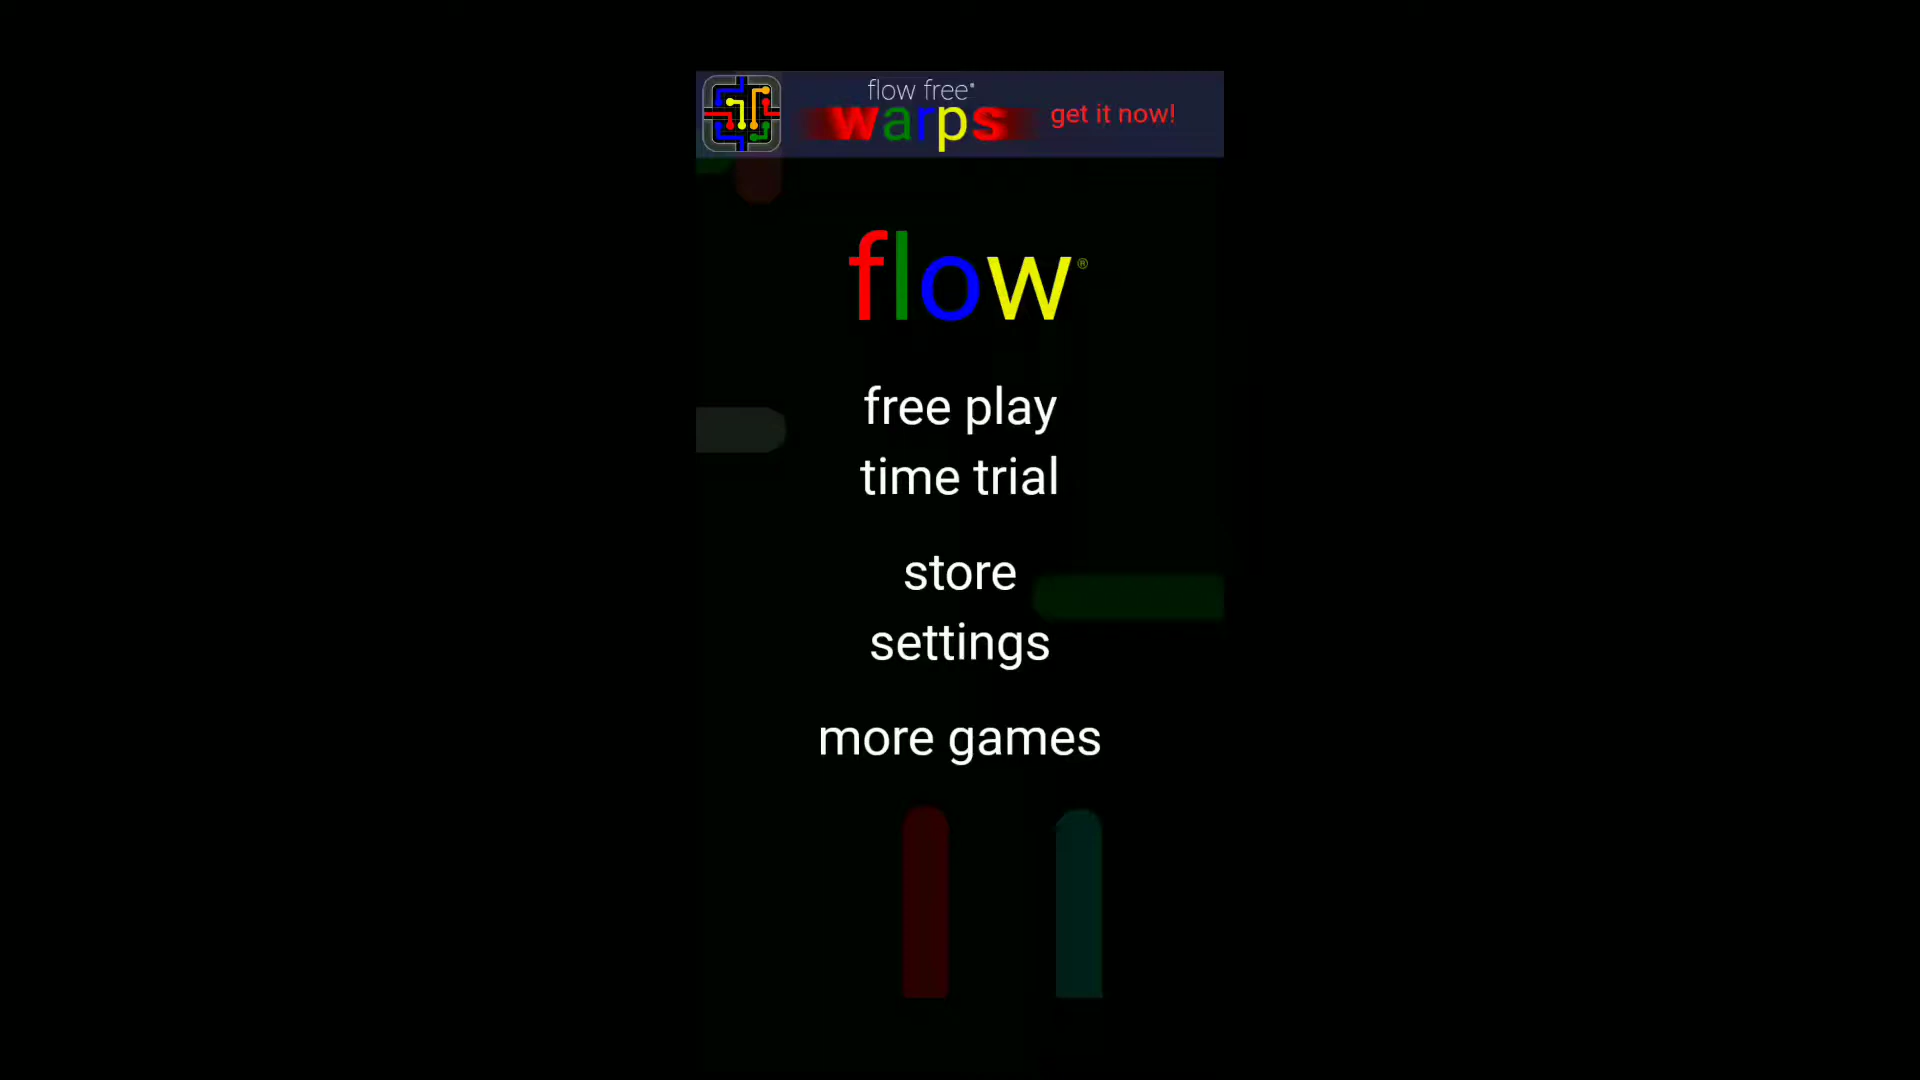 flow free®
warps
get it now!
flow®
free play
time trial
store
settings
more games